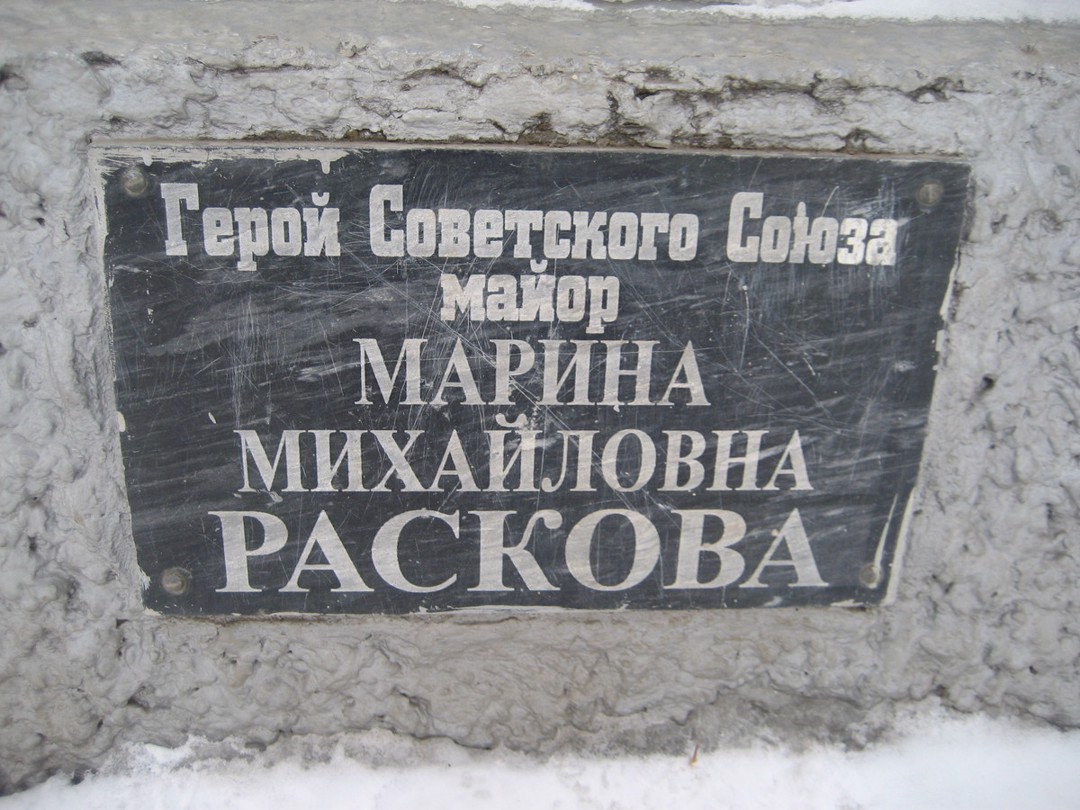 Герой Советского Союза
майор
МАРИНА
МИХАЙЛОВНА
РАСКОВА